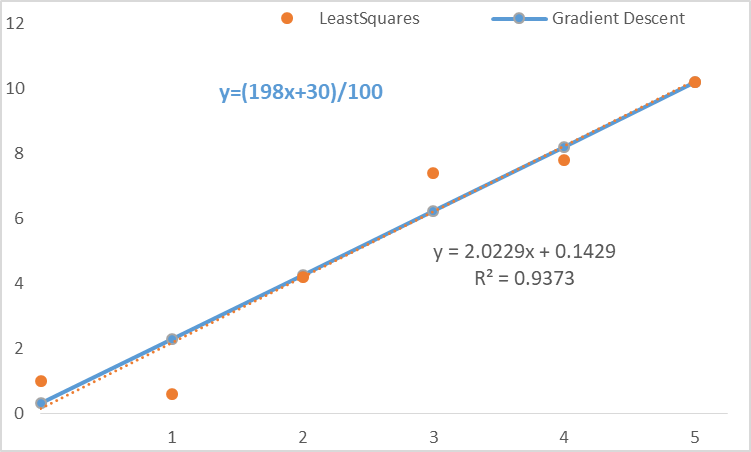 LeastSquares
Gradient Descent
12
y=(198x+30)/100
10
8
6
y = 2.0229x + 0.1429
R² = 0.9373
4
2
0
1 2 3 4 5